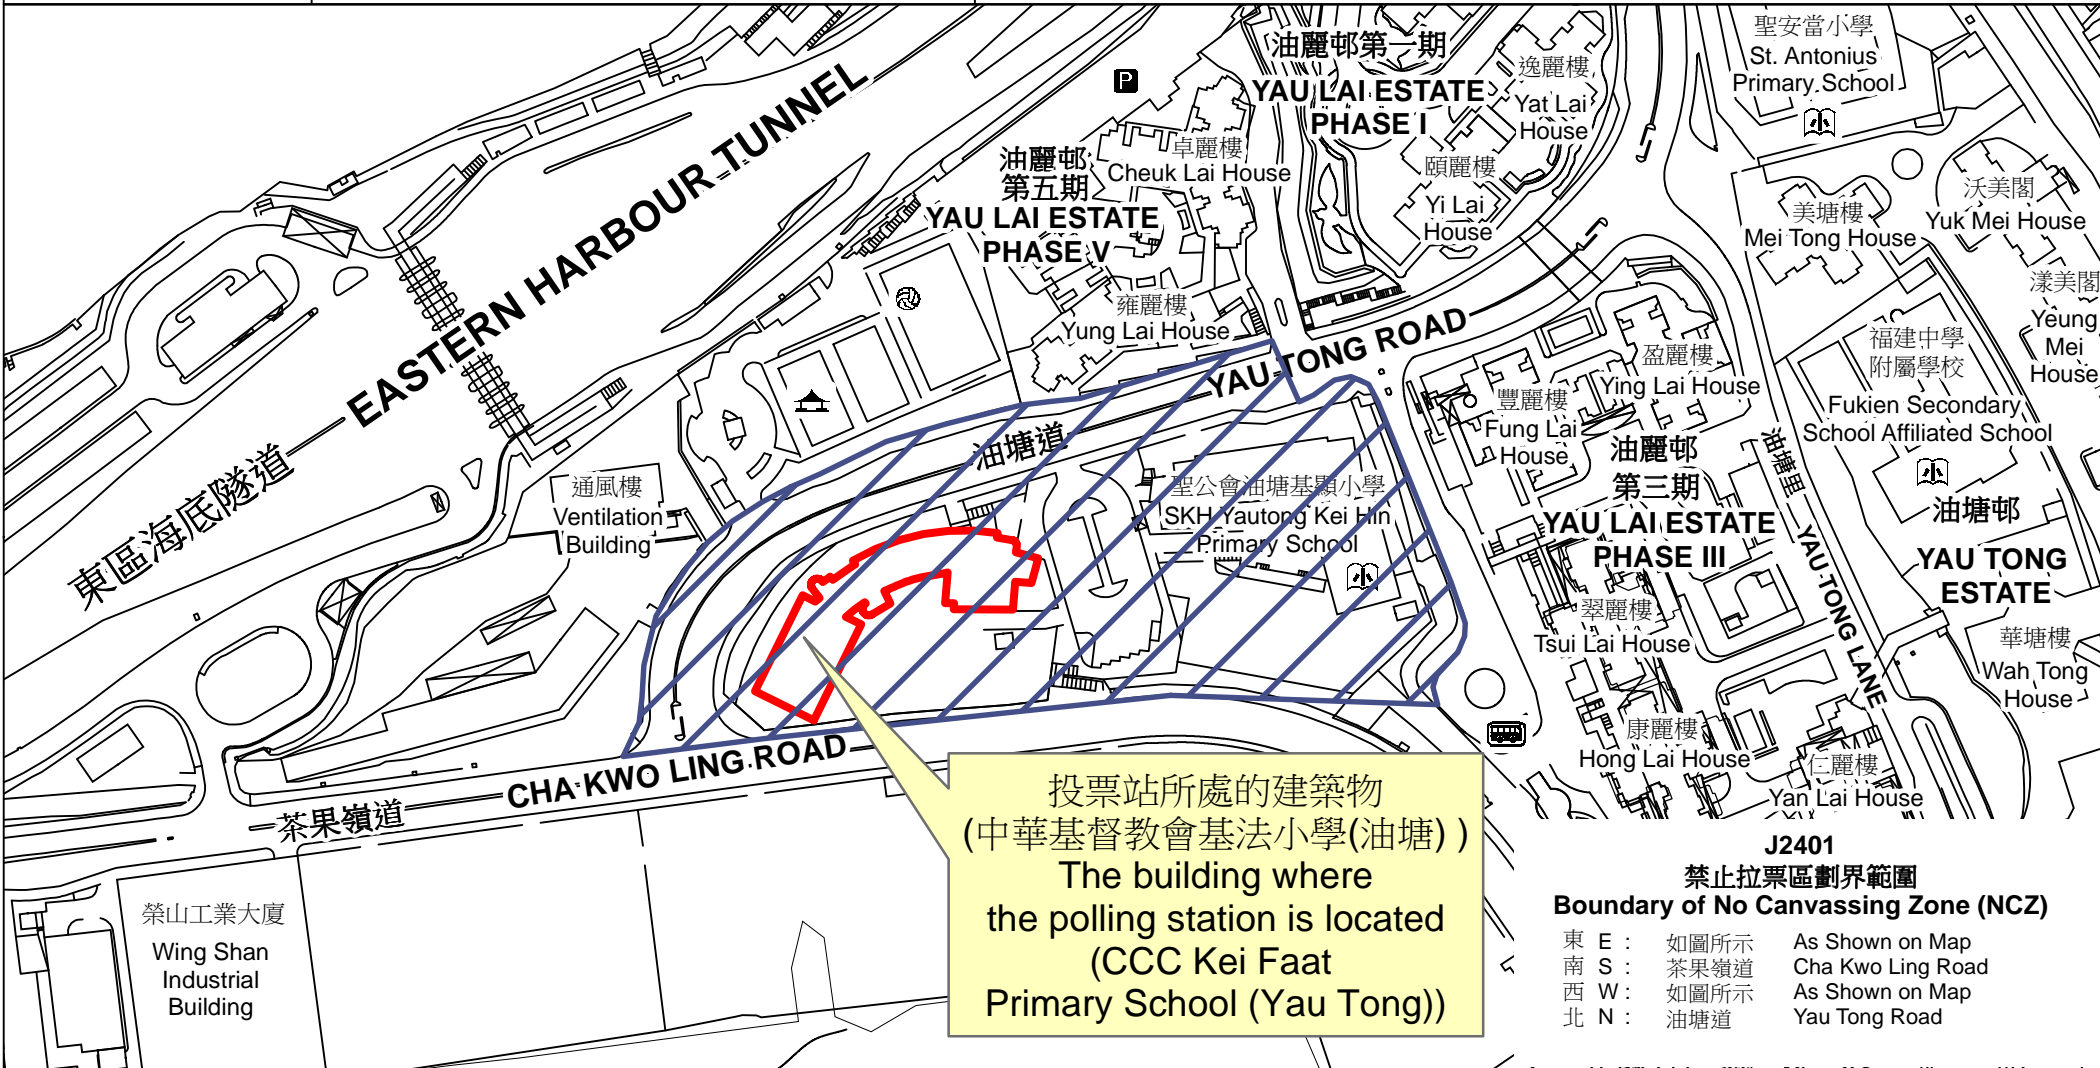 聖安當小學
St. Antonius
Primary School
油麗邨第一期
YAU LAI ESTATE
PHASE I
逸麗樓
Yat Lai
House
卓麗樓
Cheuk Lai House
頤麗樓
Yi Lai
House
油麗邨
第五期
YAU LAI ESTATE
PHASE V
雍麗樓
Yung Lai House
美塘樓
Mei Tong House
沃美閣
Yuk Mei House
漾美閣
Yeung
Mei
House
福建中學
附屬學校
Fukien Secondary
School Affiliated School
東區海底隧道
EASTERN HARBOUR TUNNEL
P
油塘道
YAU TONG ROAD
盈麗樓
Ying Lai House
豐麗樓
Fung Lai
House
油麗邨
第三期
YAU LAI ESTATE
PHASE III
油塘里
YAU TONG LANE
油塘邨
YAU TONG
ESTATE
通風樓
Ventilation
Building
聖公會油塘基顯小學
SKH Yautong Kei Hin
Primary School
翠麗樓
Tsui Lai House
華塘樓
Wah Tong
House
康麗樓
Hong Lai House
仁麗樓
Yan Lai House
茶果嶺道
CHA KWO LING ROAD
榮山工業大廈
Wing Shan
Industrial
Building
投票站所處的建築物
(中華基督教會基法小學(油塘) )
The building where
the polling station is located
(CCC Kei Faat
Primary School (Yau Tong))
J2401
禁止拉票區劃界範圍
Boundary of No Canvassing Zone (NCZ)
東 E : 如圖所示 As Shown on Map
南 S : 茶果嶺道 Cha Kwo Ling Road
西 W : 如圖所示 As Shown on Map
北 N : 油塘道 Yau Tong Road